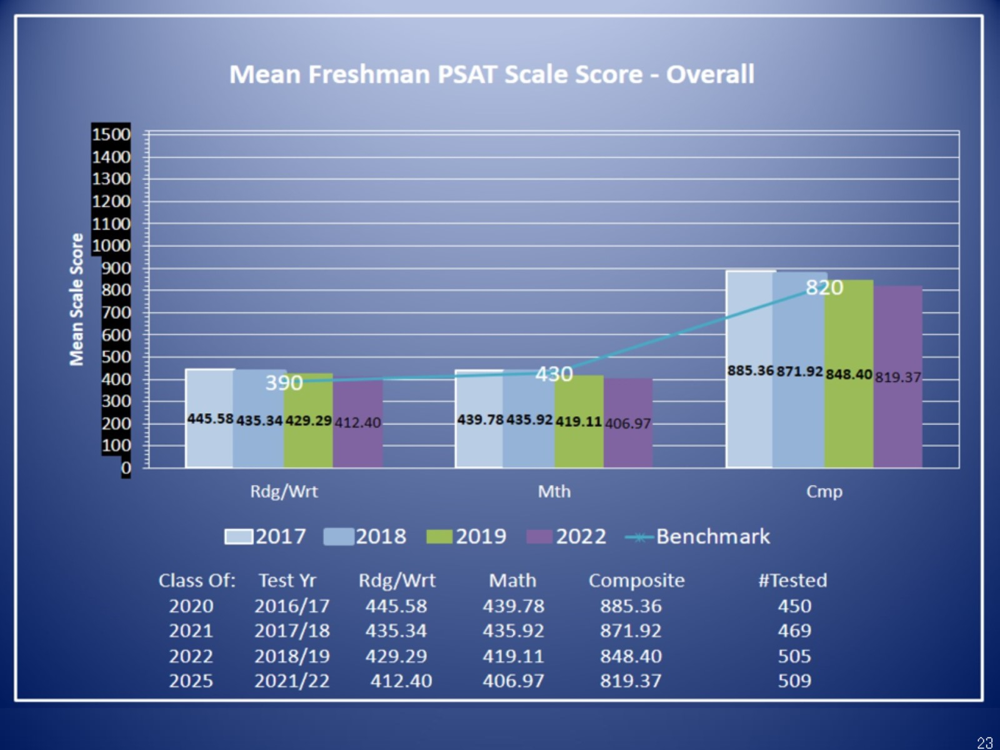 Mean Freshman PSAT Scale Score - Overall
Mean Scale Score
1500
1400
1300
1200
1100
1000
900
800
700
600
500
400
300
200
100
0
820
390
430
445.58 435.34 429.29 412.40
439.78 435.92 419.11 406.97
885.36 871.92 848.40 819.37
Rdg/Wrt Mth Cmp
2017 2018 2019 2022 Benchmark
Class Of: Test Yr Rdg/Wrt Math Composite #Tested
2020 2016/17 445.58 439.78 885.36 450
2021 2017/18 435.34 435.92 871.92 469
2022 2018/19 429.29 419.11 848.40 505
2025 2021/22 412.40 406.97 819.37 509
23